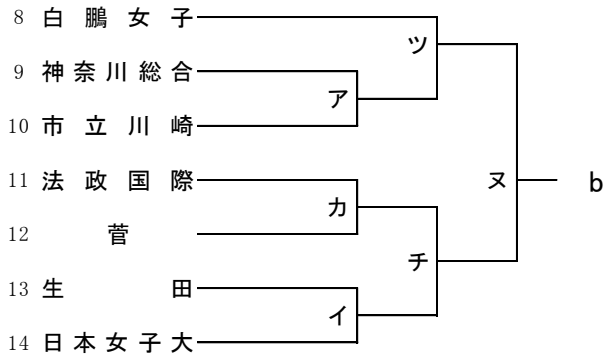 8 白鵬女子
ツ
9 神奈川総合
ア
10 市立川崎
11 法政国際
ヌ b
カ
12 菅
チ
13 生田
イ
14 日本女子大